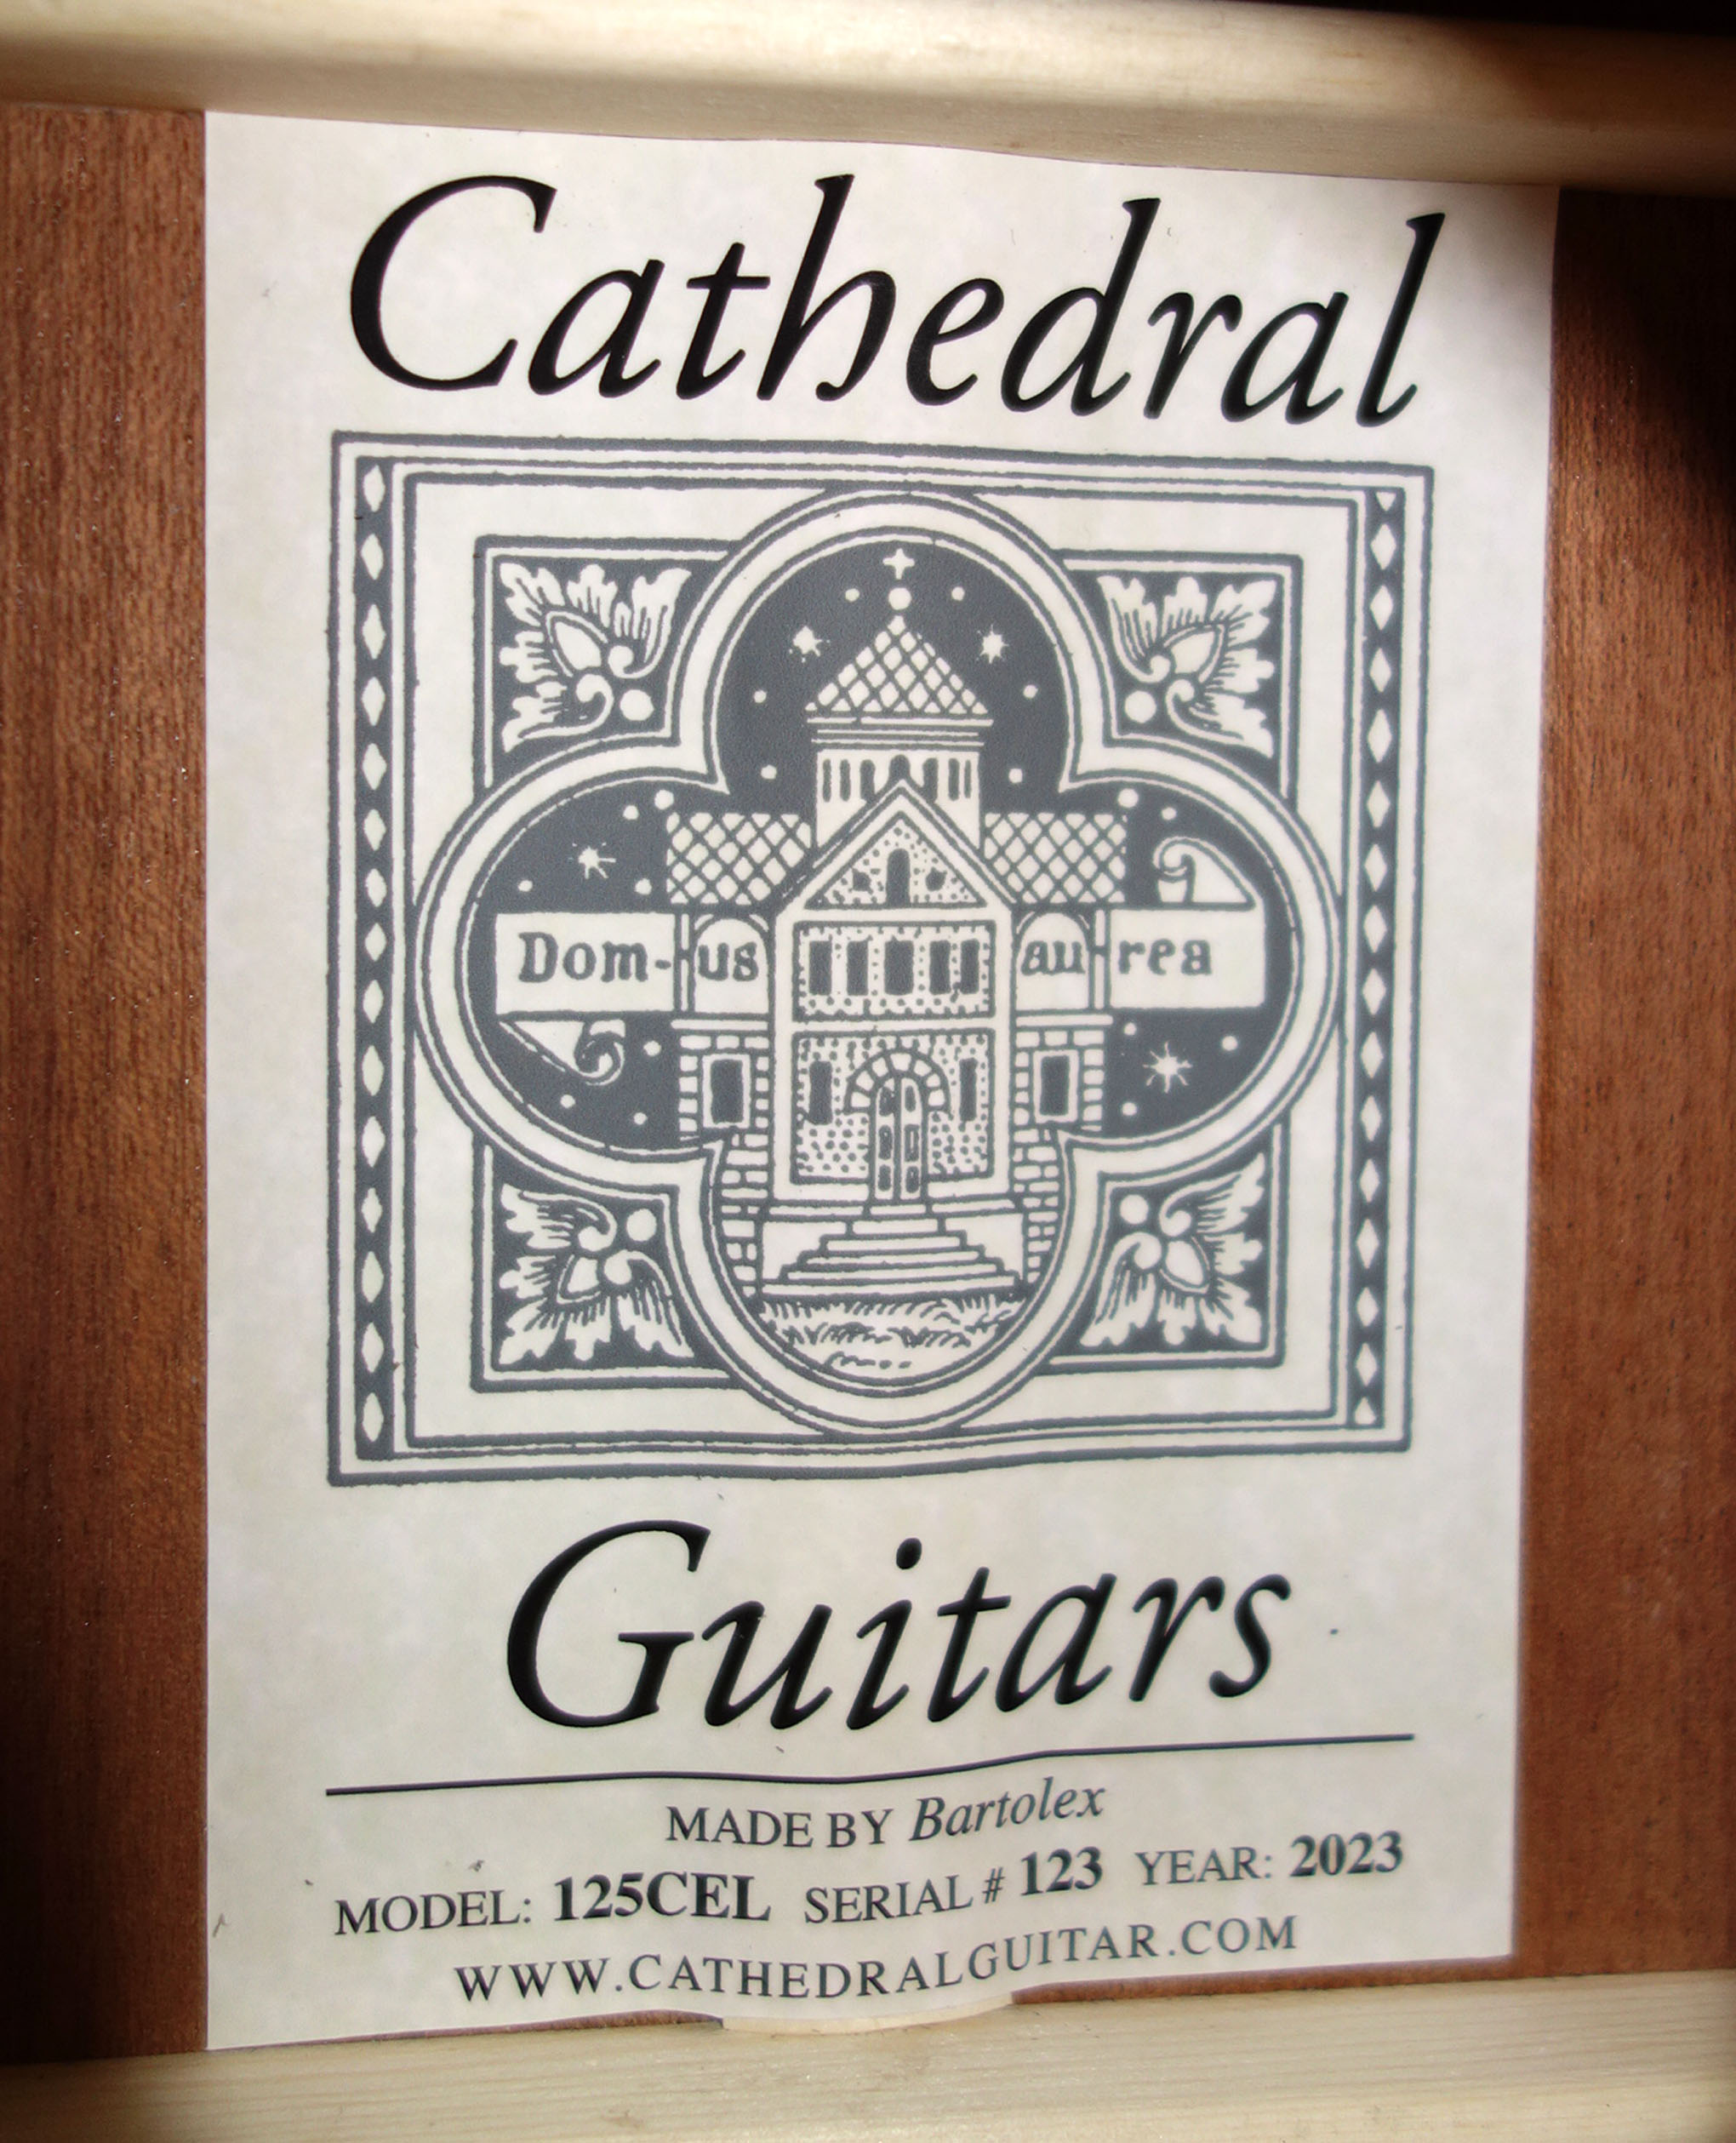 Cathedral
Dom-us au-rea
Guitars
MADE BY Bartolex
MODEL: 125CEL SERIAL # 123 YEAR: 2023
WWW.CATHEDRALGUITAR.COM